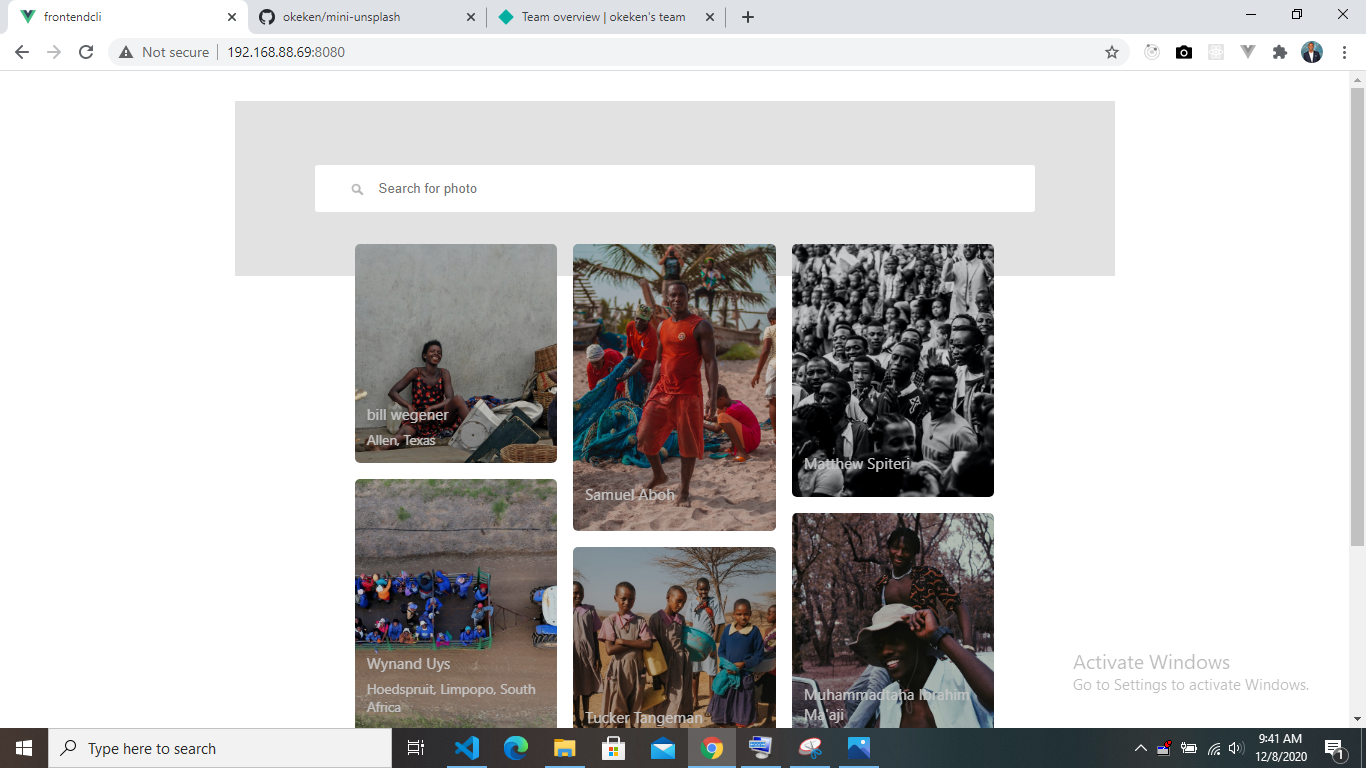 frontendcli
okeken/mini-unsplash
Team overview | okeken's team
Not secure
192.168.88.69:8080
Search for photo
bill wegener
Allen, Texas
Samuel Aboh
Matthew Spiteri
Wynand Uys
Hoedspruit, Limpopo, South
Africa
Tucker Tangeman
Muhammadtaha Ibrahim
Ma'aji
Activate Windows
Go to Settings to activate Windows.
Type here to search
9:41 AM
12/8/2020
1